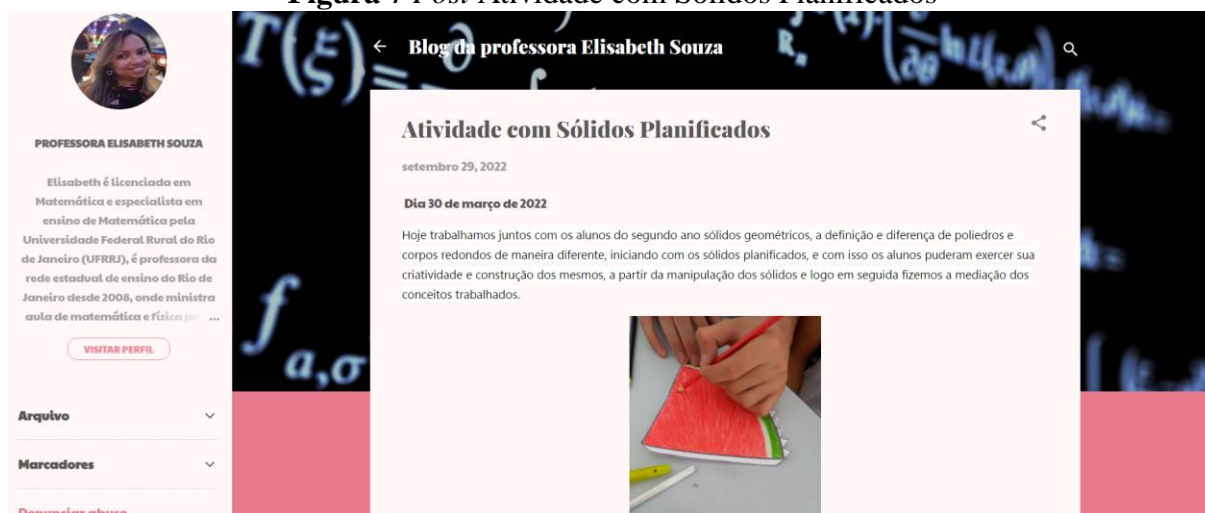 Figura 7 Post Atividade com Sólidos Planificados
Blog da professora Elisabeth Souza
PROFESSORA ELISABETH SOUZA
Elisabeth é licenciada em
Matemática e especialista em
ensino de Matemática pela
Universidade Federal Rural do Rio
de Janeiro (UFRRJ), é professora da
rede estadual de ensino do Rio de
Janeiro desde 2008, onde ministra
aula de matemática e física ...
VISITAR PERFIL
Arquivo
Marcadores
Denunciar abuso
Atividade com Sólidos Planificados
setembro 29, 2022
Dia 30 de março de 2022
Hoje trabalhamos juntos com os alunos do segundo ano sólidos geométricos, a definição e diferença de poliedros e
corpos redondos de maneira diferente, iniciando com os sólidos planificados, e com isso os alunos puderam exercer sua
criatividade e construção dos mesmos, a partir da manipulação dos sólidos e logo em seguida fizemos a mediação dos
conceitos trabalhados.